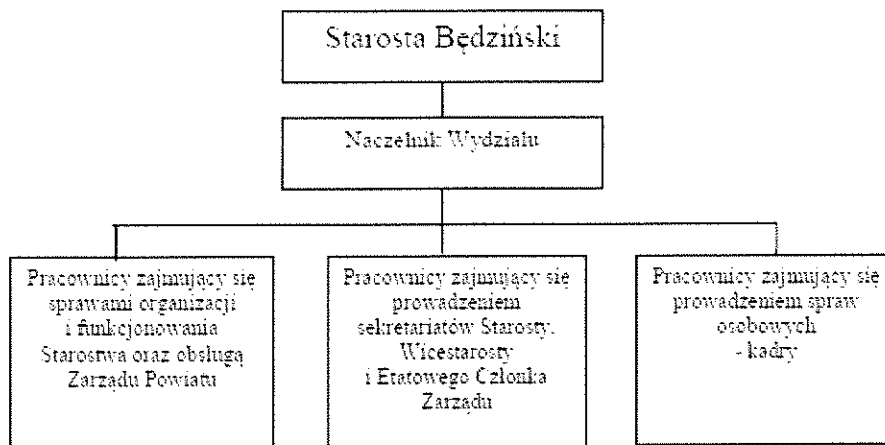 Starosta Będziński
Naczelnik Wydziału
Pracownicy zajmujący się
sprawami organizacji
i funkcjonowania
Starostwa oraz obsługą
Zarządu Powiatu
Pracownicy zajmujący się
prowadzeniem
sekretariatów Starosty,
Wicestarosty
i Etatowego Członka
Zarządu
Pracownicy zajmujący się
prowadzeniem spraw
osobowych
- kadry